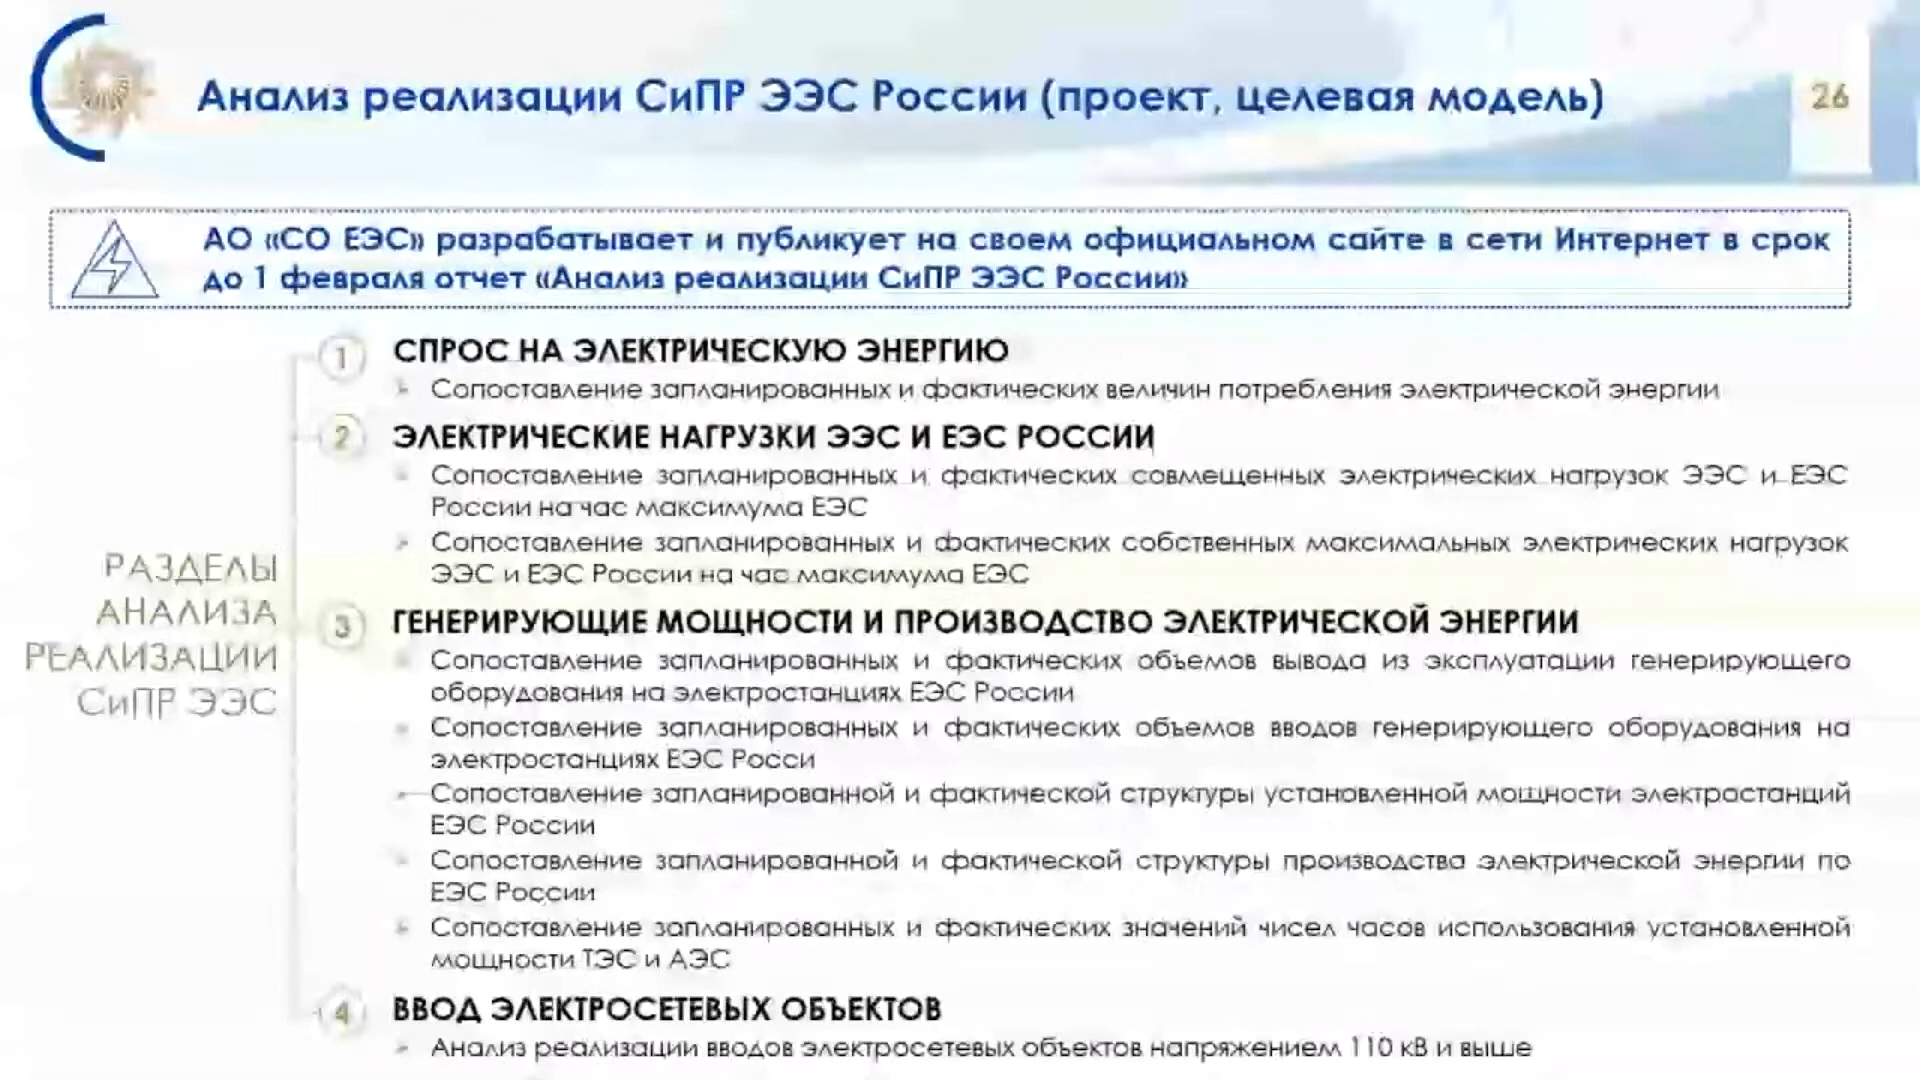 Анализ реализации СиПР ЭЭС России (проект, целевая модель)
26
АО «СО ЕЭС» разрабатывает и публикует на своем официальном сайте в сети Интернет в срок
до 1 февраля отчет «Анализ реализации СиПР ЭЭС России»
РАЗДЕЛЫ
АНАЛИЗА
РЕАЛИЗАЦИИ
СиПР ЭЭС
1 СПРОС НА ЭЛЕКТРИЧЕСКУЮ ЭНЕРГИЮ
Сопоставление запланированных и фактических величин потребления электрической энергии
2 ЭЛЕКТРИЧЕСКИЕ НАГРУЗКИ ЭЭС И ЕЭС РОССИИ
Сопоставление запланированных и фактических совмещенных электрических нагрузок ЭЭС и ЕЭС
России на час максимума ЕЭС
Сопоставление запланированных и фактических собственных максимальных электрических нагрузок
ЭЭС и ЕЭС России на час максимума ЕЭС
3 ГЕНЕРИРУЮЩИЕ МОЩНОСТИ И ПРОИЗВОДСТВО ЭЛЕКТРИЧЕСКОЙ ЭНЕРГИИ
Сопоставление запланированных и фактических объемов вывода из эксплуатации генерирующего
оборудования на электростанциях ЕЭС России
Сопоставление запланированных и фактических объемов вводов генерирующего оборудования на
электростанциях ЕЭС Росси
Сопоставление запланированной и фактической структуры установленной мощности электростанций
ЕЭС России
Сопоставление запланированной и фактической структуры производства электрической энергии по
ЕЭС России
Сопоставление запланированных и фактических значений чисел часов использования установленной
мощности ТЭС и АЭС
4 ВВОД ЭЛЕКТРОСЕТЕВЫХ ОБЪЕКТОВ
Анализ реализации вводов электросетевых объектов напряжением 110 кВ и выше